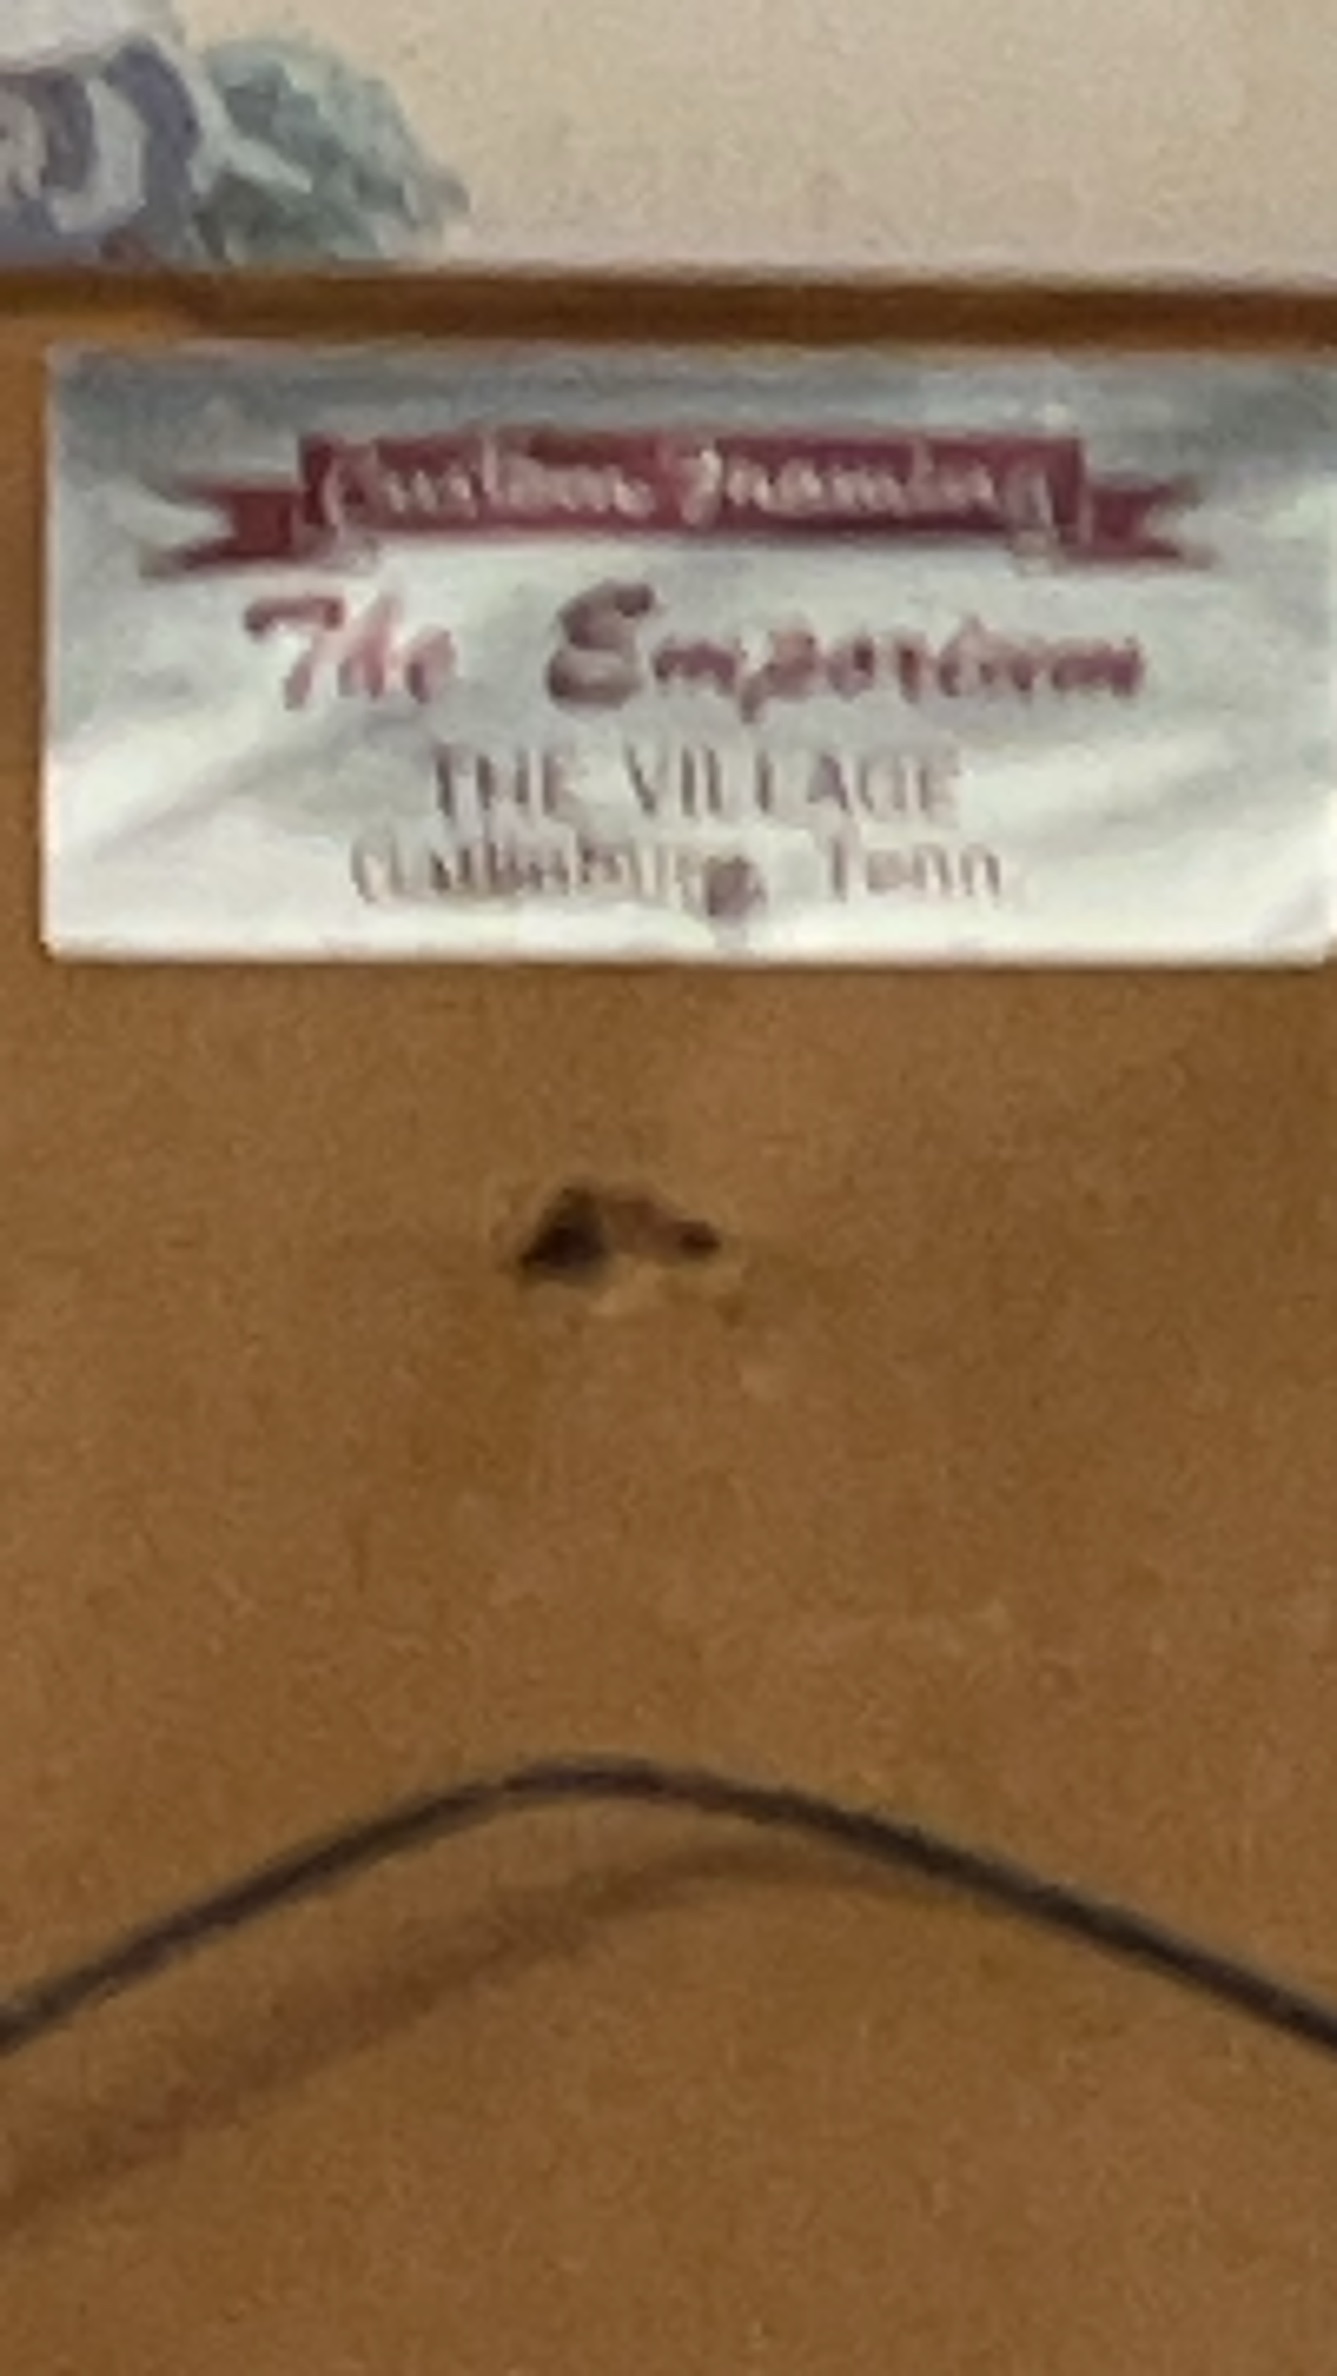 Custom Framing
The Emporium
THE VILLAGE
Gatlinburg Tenn